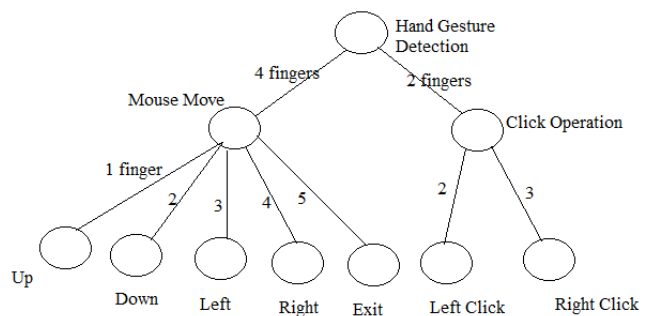 Hand Gesture
Detection
4 fingers
2 fingers
Mouse Move
Click Operation
1 finger
2
3
4
5
2
3
Up
Down
Left
Right
Exit
Left Click
Right Click